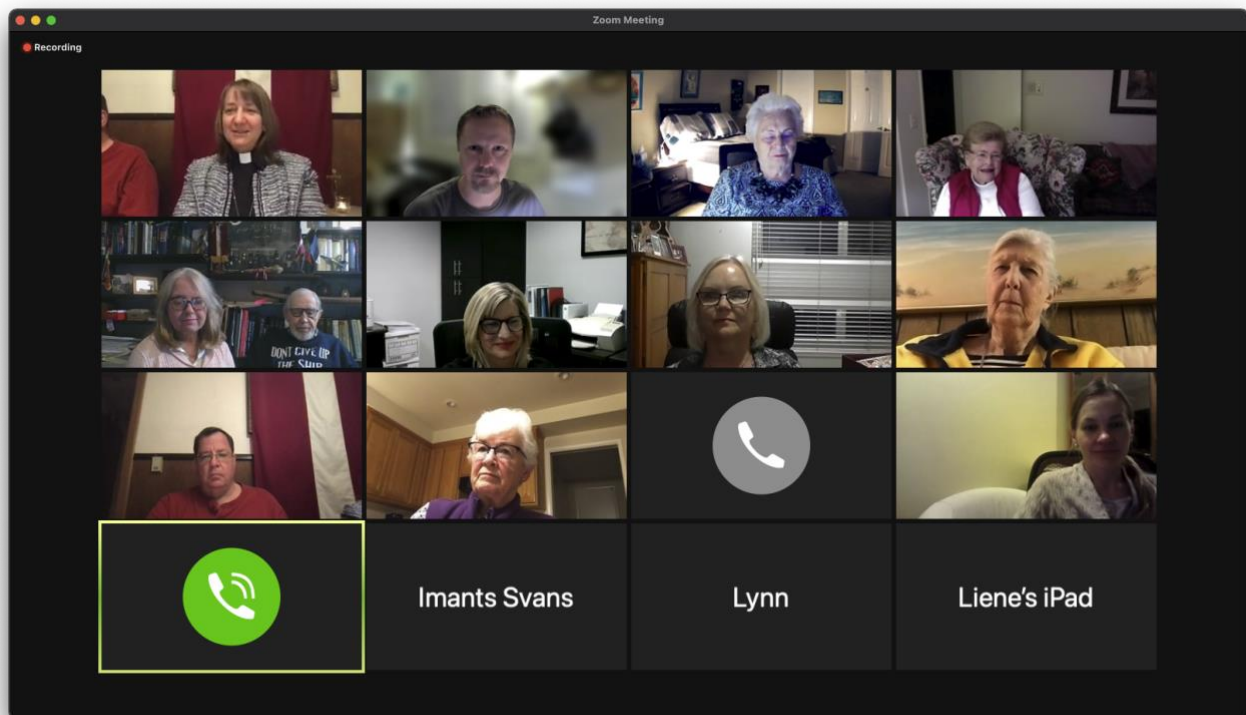 Zoom Meeting
Recording
DONT GIVE UP
THE SHIP
Imants Svans
Lynn
Liene's iPad